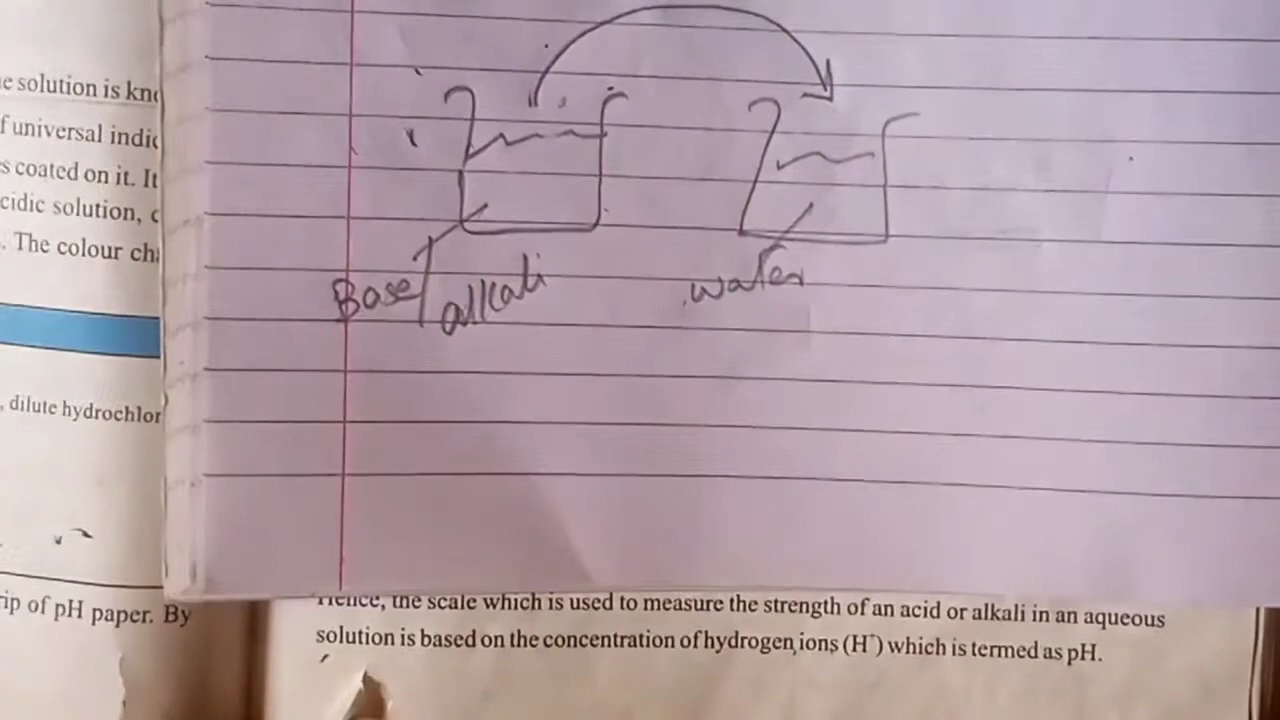 e solution is kno
f universal indic
s coated on it. It
cidic solution, c
. The colour cha
, dilute hydrochlor
rip of pH paper. By
Base/alkali
water
Hence, the scale which is used to measure the strength of an acid or alkali in an aqueous
solution is based on the concentration of hydrogen ions (H⁺) which is termed as pH.